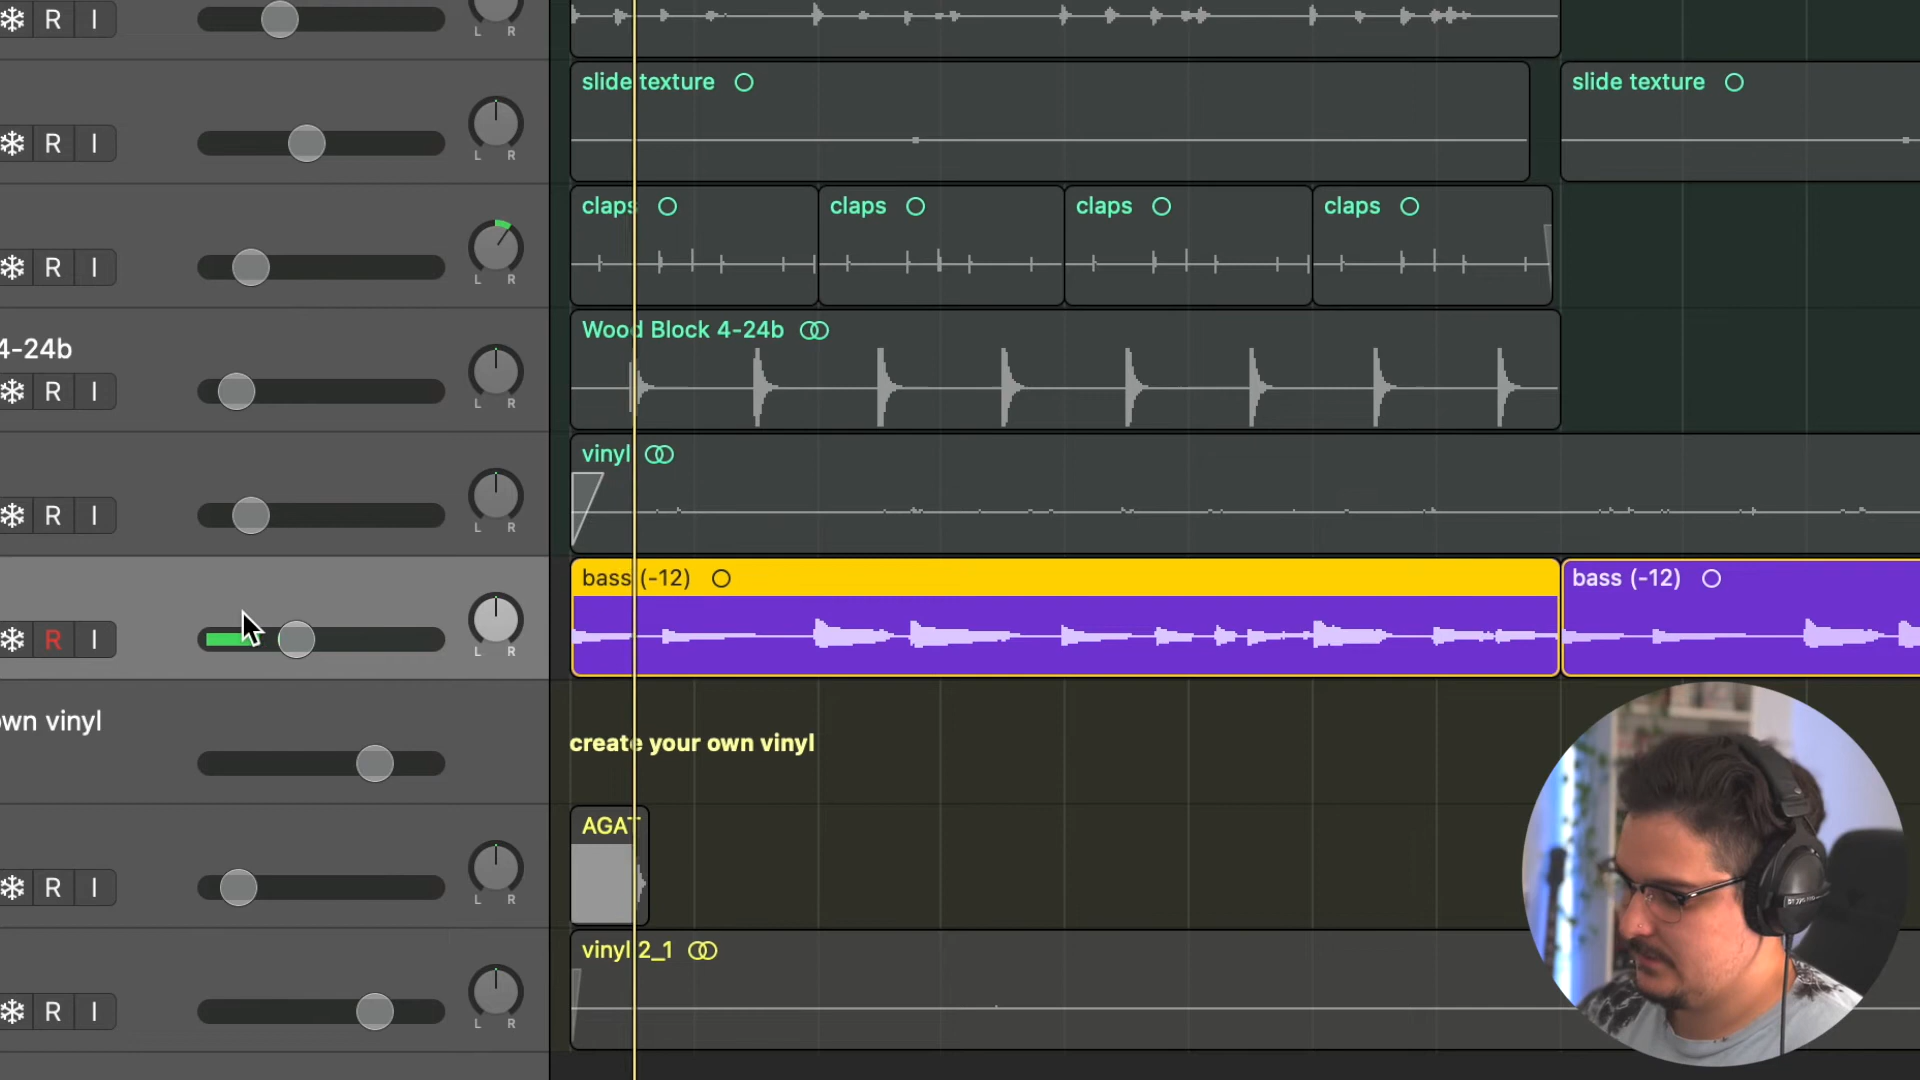 R I
L R
slide texture
slide texture
R I
L R
claps
claps
claps
claps
R I
L R
4-24b
Wood Block 4-24b
R I
L R
vinyl
R I
L R
bass (-12)
bass (-12)
R I
L R
own vinyl
create your own vinyl
AGAT
R I
L R
vinyl 2_1
R I
L R